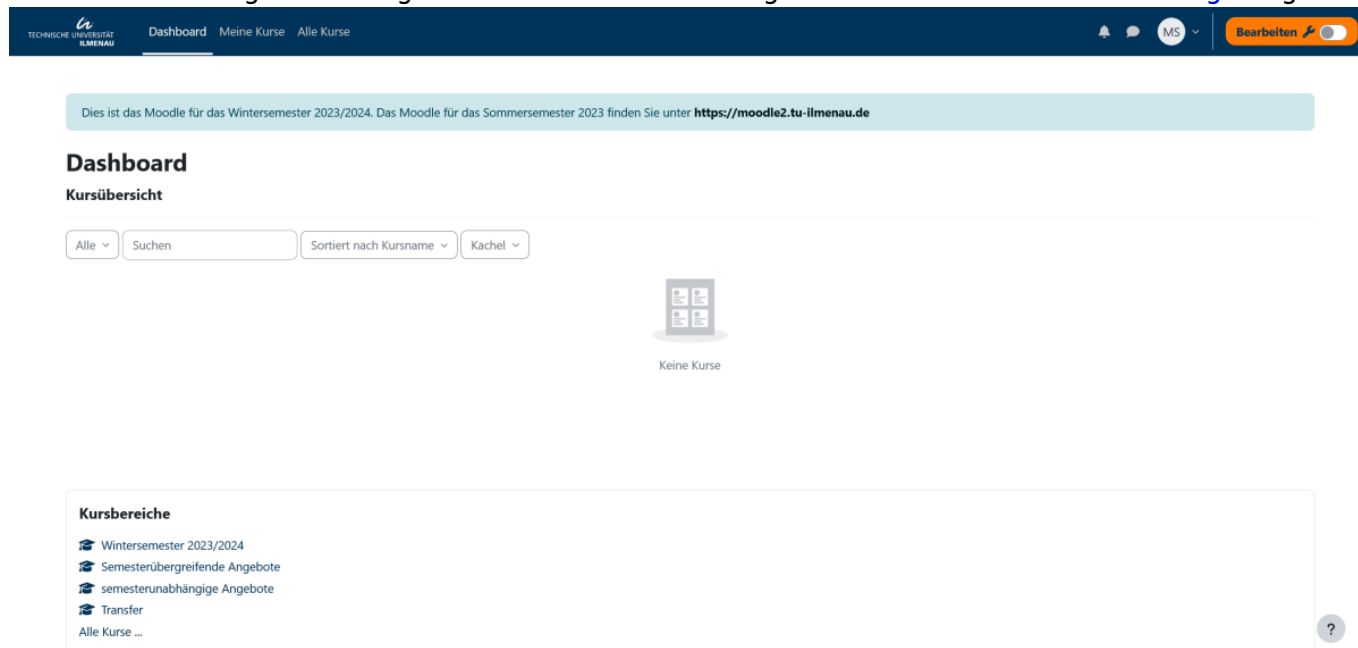 TECHNISCHE UNIVERSITÄT
ILMENAU
Dashboard Meine Kurse Alle Kurse
MS
Bearbeiten
Dies ist das Moodle für das Wintersemester 2023/2024. Das Moodle für das Sommersemester 2023 finden Sie unter https://moodle2.tu-ilmenau.de
Dashboard
Kursübersicht
Alle Suchen Sortiert nach Kursname Kachel
Keine Kurse
Kursbereiche
Wintersemester 2023/2024
Semesterübergreifende Angebote
semesterunabhängige Angebote
Transfer
Alle Kurse ...
?